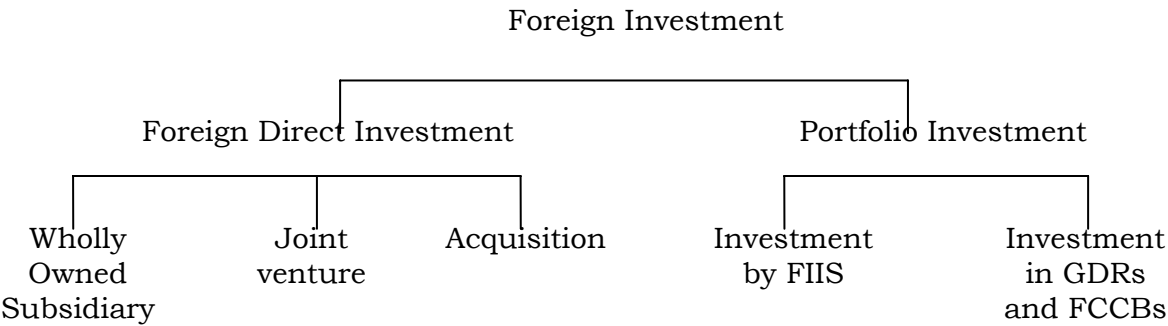 Foreign Investment
Foreign Direct Investment
Portfolio Investment
Wholly
Owned
Subsidiary
Joint
venture
Acquisition
Investment
by FIIS
Investment
in GDRs
and FCCBs